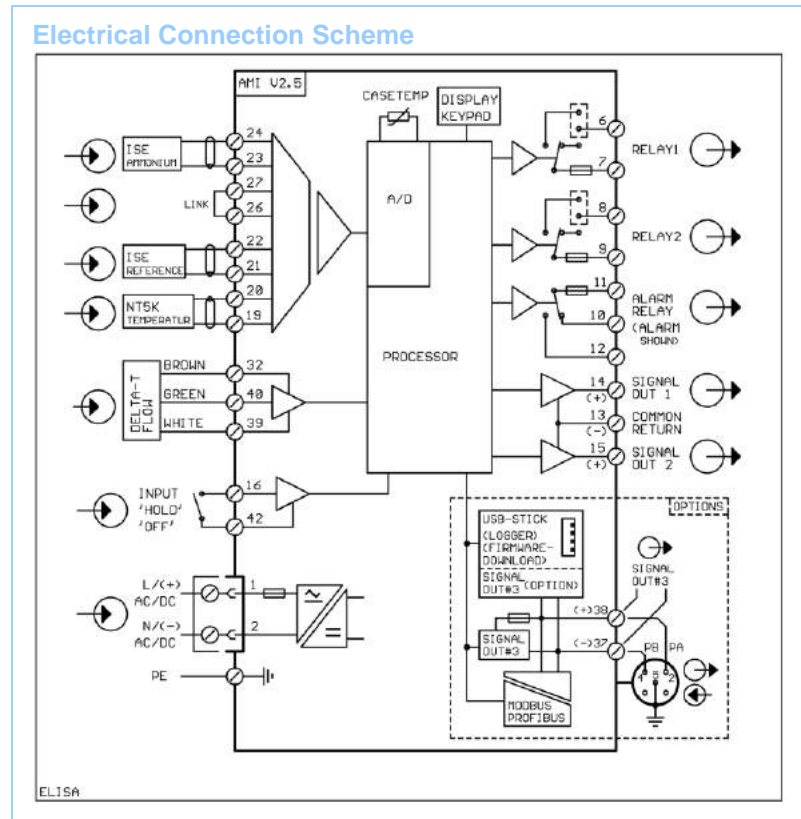 Electrical Connection Scheme
AMI V2.5
CASETEMP
DISPLAY
KEYPAD
A/D
PROCESSOR
ISE
AMMONIUM
24
23
27
LINK
26
ISE
REFERENCE
22
21
NT5K
TEMPERATUR
20
19
DELTA-T
FLOW
BROWN
32
GREEN
40
WHITE
39
INPUT
'HOLD'
'OFF'
16
42
L/(+)
AC/DC
1
N/(-)
AC/DC
2
PE
6
RELAY1
7
8
RELAY2
9
11
ALARM
RELAY
(ALARM
SHOWN)
10
12
14
(+)
SIGNAL
OUT 1
13
(-)
COMMON
RETURN
15
(+)
SIGNAL
OUT 2
OPTIONS
USB-STICK
(LOGGER)
(FIRMWARE-
DOWNLOAD)
SIGNAL
OUT#3 (OPTION)
SIGNAL
OUT#3
(+)38
SIGNAL
OUT#3
(-)37
PB PA
4 5 2
MODBUS
PROFIBUS
ELISA